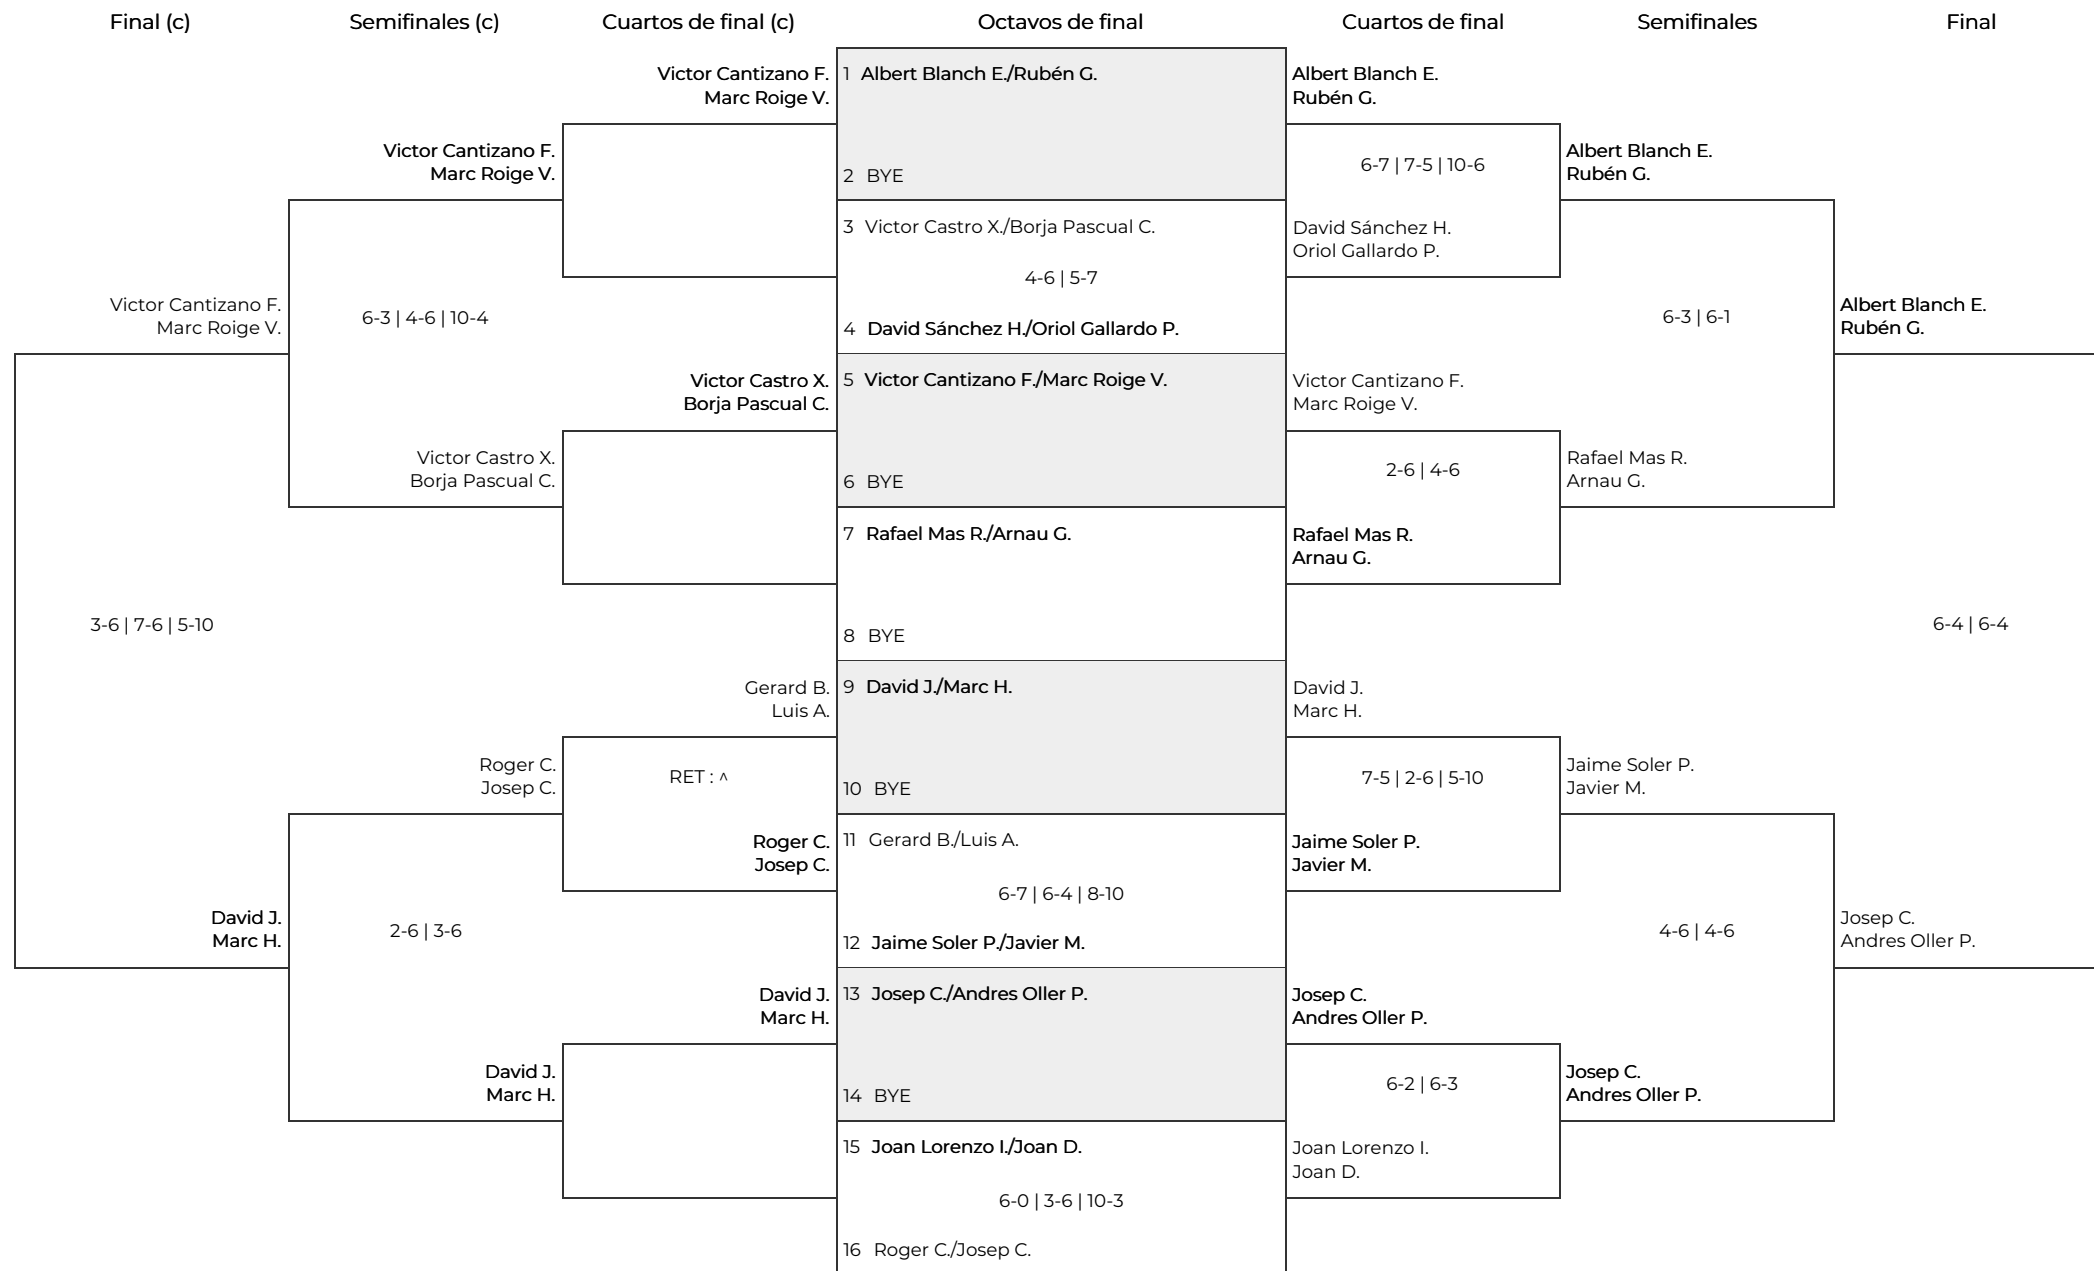 Final (c)
Semifinales (c)
Cuartos de final (c)
Octavos de final
Cuartos de final
Semifinales
Final
Victor Cantizano F.
Marc Roige V.
Victor Cantizano F.
Marc Roige V.
Victor Cantizano F.
Marc Roige V.
6-3 | 4-6 | 10-4
Victor Castro X.
Borja Pascual C.
Victor Castro X.
Borja Pascual C.
3-6 | 7-6 | 5-10
Gerard B.
Luis A.
Roger C.
Josep C.
RET : ^
Roger C.
Josep C.
David J.
Marc H.
2-6 | 3-6
David J.
Marc H.
David J.
Marc H.
1 Albert Blanch E./Rubén G.
2 BYE
3 Victor Castro X./Borja Pascual C.
4-6 | 5-7
4 David Sánchez H./Oriol Gallardo P.
5 Victor Cantizano F./Marc Roige V.
6 BYE
7 Rafael Mas R./Arnau G.
8 BYE
9 David J./Marc H.
10 BYE
11 Gerard B./Luis A.
6-7 | 6-4 | 8-10
12 Jaime Soler P./Javier M.
13 Josep C./Andres Oller P.
14 BYE
15 Joan Lorenzo I./Joan D.
6-0 | 3-6 | 10-3
16 Roger C./Josep C.
Albert Blanch E.
Rubén G.
6-7 | 7-5 | 10-6
David Sánchez H.
Oriol Gallardo P.
Victor Cantizano F.
Marc Roige V.
2-6 | 4-6
Rafael Mas R.
Arnau G.
David J.
Marc H.
7-5 | 2-6 | 5-10
Jaime Soler P.
Javier M.
Josep C.
Andres Oller P.
6-2 | 6-3
Joan Lorenzo I.
Joan D.
Albert Blanch E.
Rubén G.
6-3 | 6-1
Rafael Mas R.
Arnau G.
Jaime Soler P.
Javier M.
4-6 | 4-6
Josep C.
Andres Oller P.
Albert Blanch E.
Rubén G.
6-4 | 6-4
Josep C.
Andres Oller P.